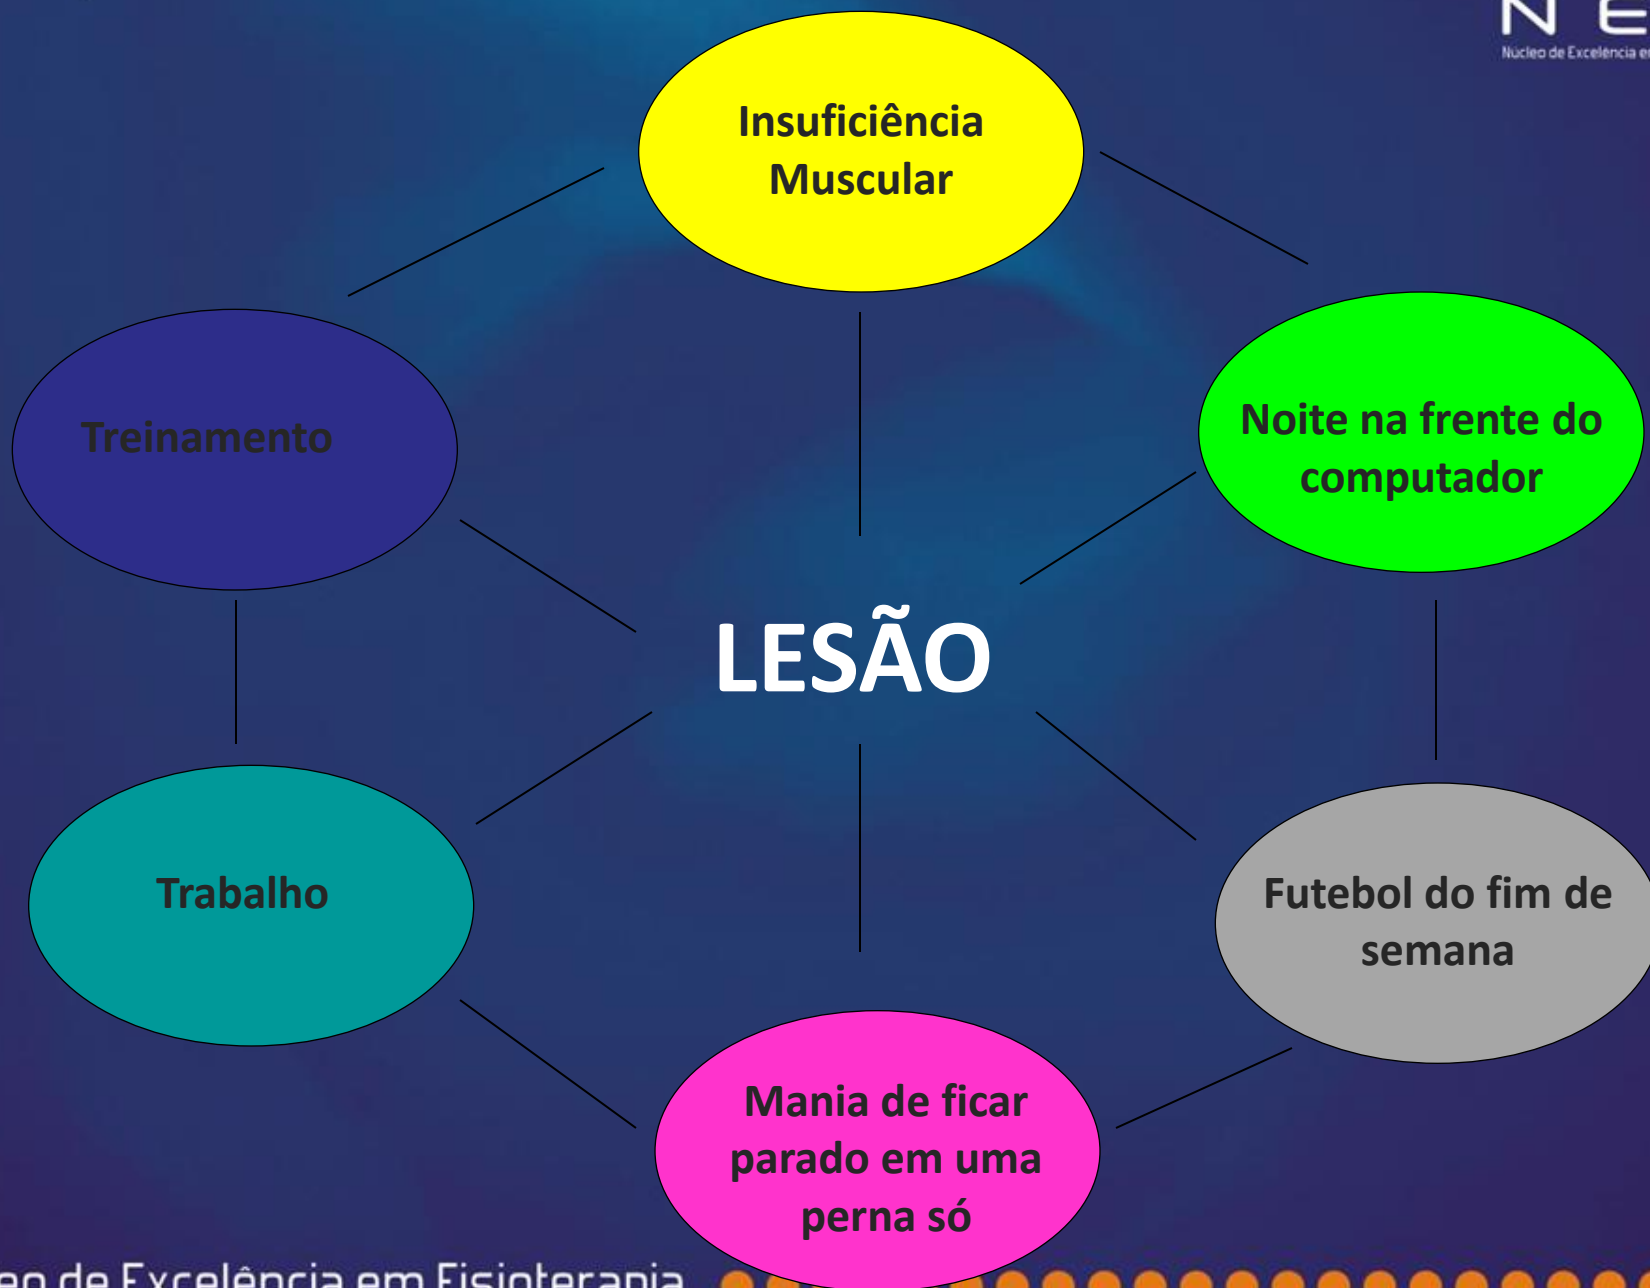 N E
Núcleo de Excelência e
Insuficiência
Muscular
Noite na frente do
computador
Treinamento
LESÃO
Trabalho
Futebol do fim de
semana
Mania de ficar
parado em uma
perna só
eo de Excelência em Fisioterapia